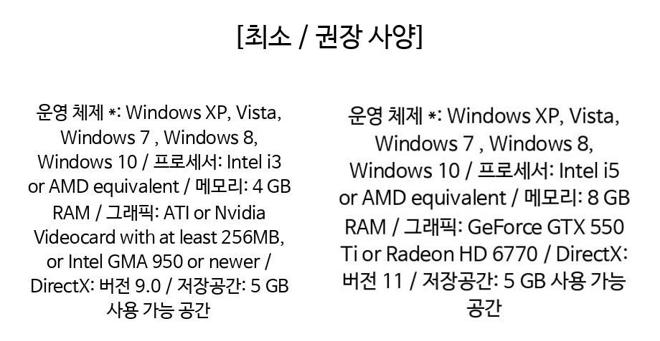 [최소 / 권장 사양]
운영 체제 *: Windows XP, Vista,
Windows 7 , Windows 8,
Windows 10 / 프로세서: Intel i3
or AMD equivalent / 메모리: 4 GB
RAM / 그래픽: ATI or Nvidia
Videocard with at least 256MB,
or Intel GMA 950 or newer /
DirectX: 버전 9.0 / 저장공간: 5 GB
사용 가능 공간
운영 체제 *: Windows XP, Vista,
Windows 7 , Windows 8,
Windows 10 / 프로세서: Intel i5
or AMD equivalent / 메모리: 8 GB
RAM / 그래픽: GeForce GTX 550
Ti or Radeon HD 6770 / DirectX:
버전 11 / 저장공간: 5 GB 사용 가능
공간